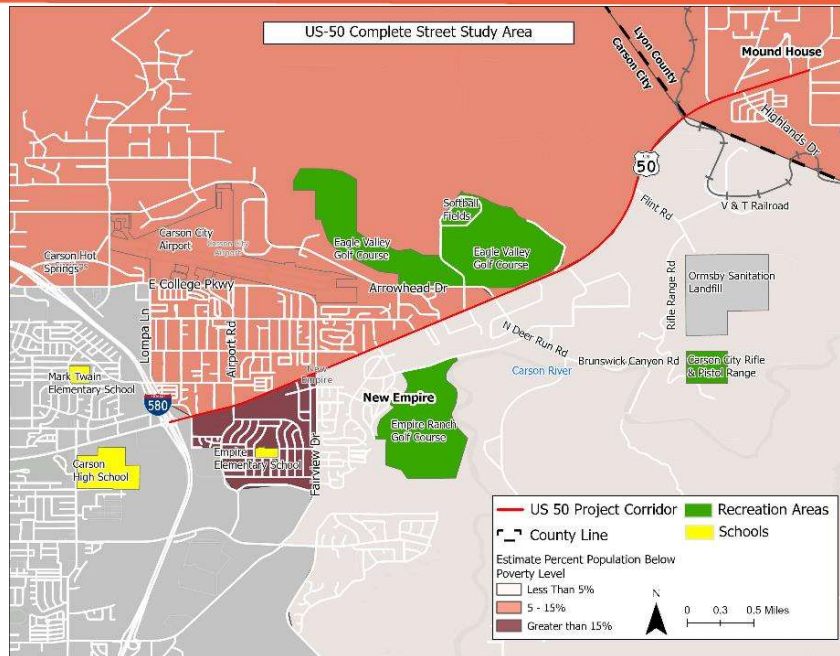 US-50 Complete Street Study Area
Mound House
Lyon County
Carson City
Highlands Dr
US
50
Flint Rd
V & T Railroad
Softball
Fields
Carson City
Airport
Carson City
Airport
Eagle Valley
Golf Course
Eagle Valley
Golf Course
Carson Hot
Springs
E College Pkwy
Arrowhead Dr
Ormsby Sanitation
Landfill
Rifle Range Rd
Lompa Ln
Airport Rd
N Deer Run Rd
Brunswick Canyon Rd
Carson City Rifle
& Pistol Range
Carson River
Mark Twain
Elementary School
New
Empire
New Empire
580
Empire Ranch
Golf Course
Fairview Dr
Empire
Elementary School
Carson
High School
US 50 Project Corridor
Recreation Areas
County Line
Schools
Estimate Percent Population Below
Poverty Level
Less Than 5%
5 - 15%
Greater than 15%
N
0 0.3 0.5 Miles